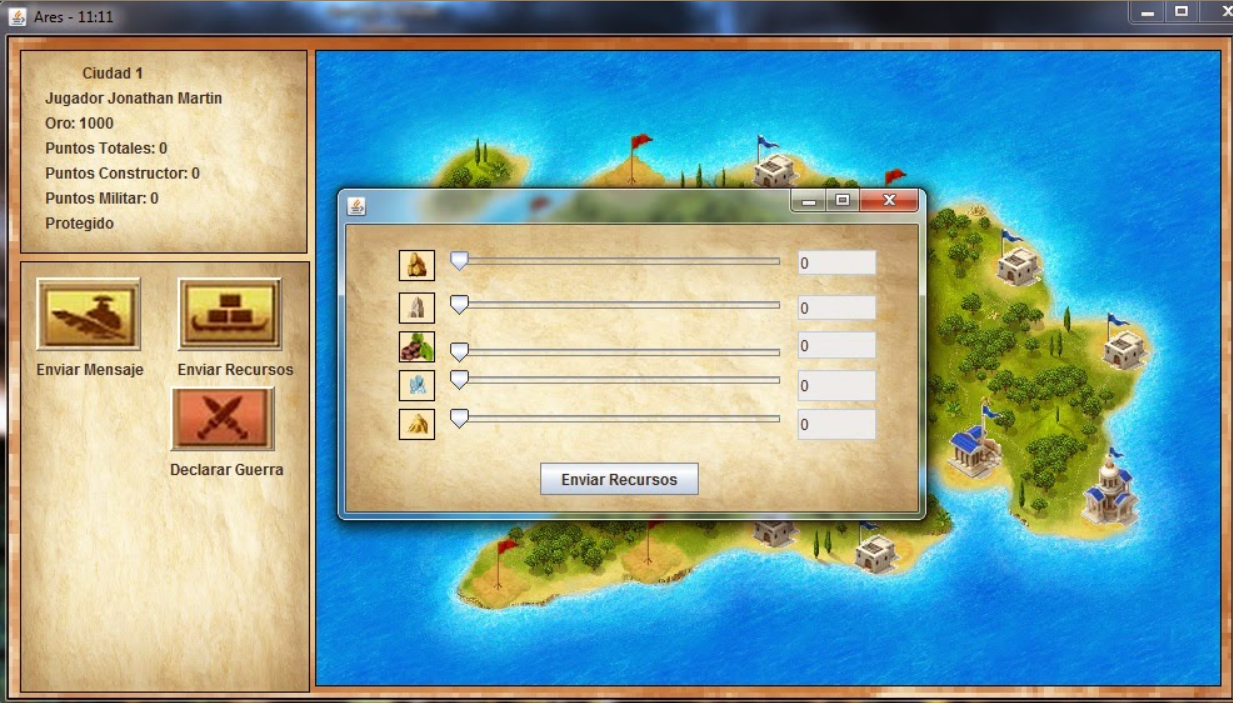 Ares - 11:11
Ciudad 1
Jugador Jonathan Martin
Oro: 1000
Puntos Totales: 0
Puntos Constructor: 0
Puntos Militar: 0
Protegido
Enviar Mensaje
Enviar Recursos
Declarar Guerra
0
0
0
0
0
Enviar Recursos